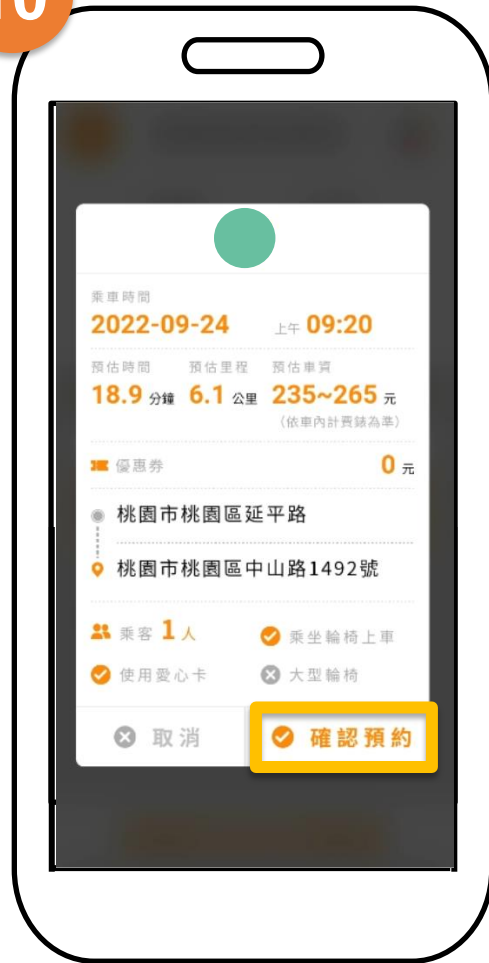 10
乘車時間
2022-09-24 上午 09:20
預估時間 預估里程 預估車資
18.9 分鐘 6.1 公里 235~265 元
（依車內計費錶為準）
優惠券 0 元
桃園市桃園區延平路
桃園市桃園區中山路1492號
乘客 1 人 乘坐輪椅上車
使用愛心卡 大型輪椅
取消 確認預約